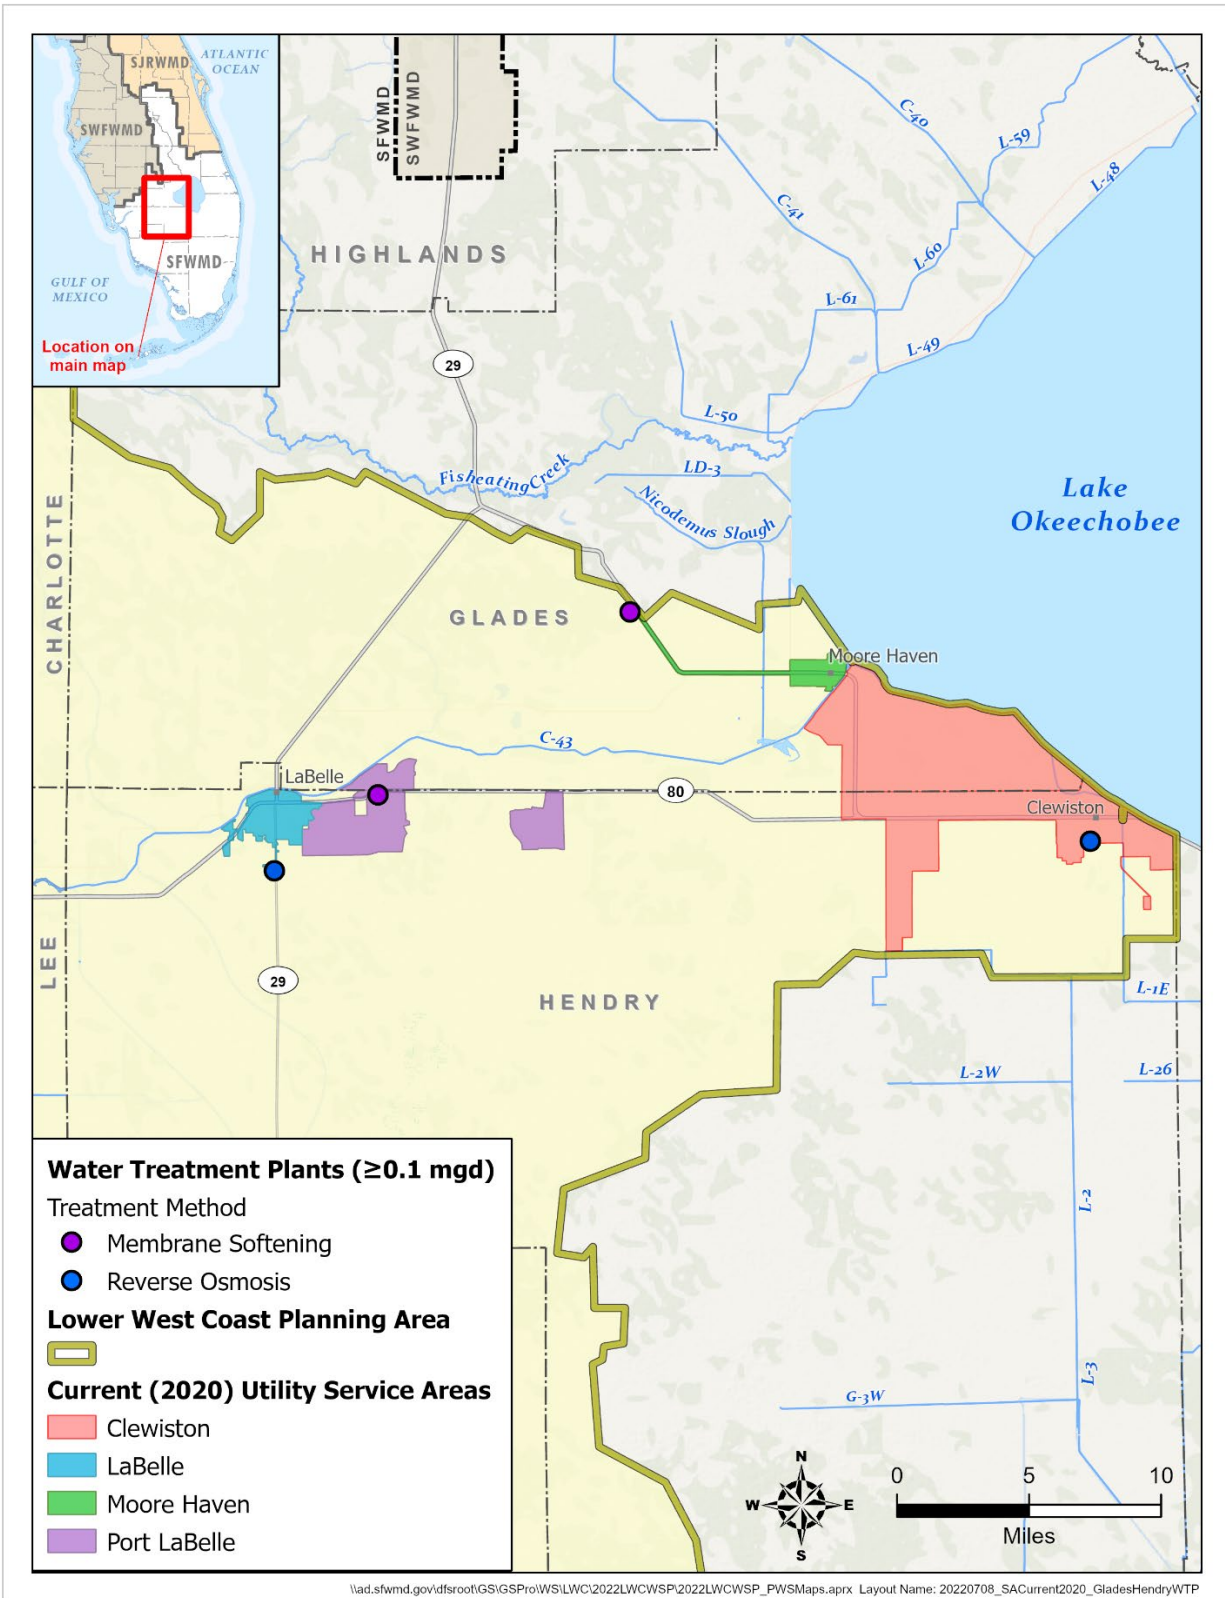 ATLANTIC
OCEAN
SJRWMD
SWFWMD
SFWMD
GULF OF
MEXICO
Location on
main map
SFWMD
SWFWMD
HIGHLANDS
29
C-40
L-59
L-48
C-41
L-60
L-61
L-49
L-50
Fisheating Creek
LD-3
Nicodemus Slough
Lake
Okeechobee
CHARLOTTE
GLADES
Moore Haven
C-43
LaBelle
80
Clewiston
LEE
29
HENDRY
L-1E
L-2W
L-26
L-2
L-3
G-3W
Water Treatment Plants (≥0.1 mgd)
Treatment Method
Membrane Softening
Reverse Osmosis
Lower West Coast Planning Area
Current (2020) Utility Service Areas
Clewiston
LaBelle
Moore Haven
Port LaBelle
N
W
E
S
0 5 10
Miles
\\ad.sfwmd.gov\dfsroot\GS\GSPro\WS\LWC\2022LWCWSP\2022LWCWSP_PWSMaps.aprx Layout Name: 20220708_SACurrent2020_GladesHendryWTP